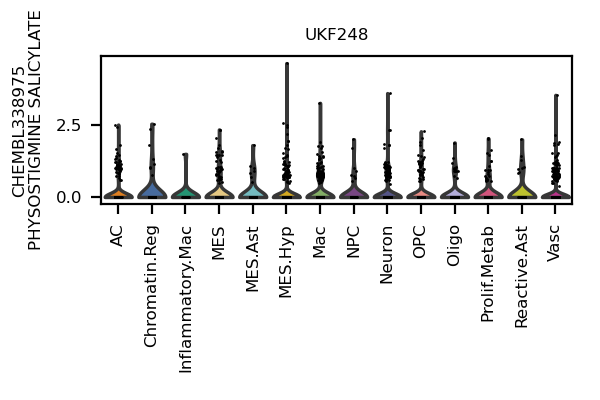 UKF248
CHEMBL338975
PHYSOSTIGMINE SALICYLATE
2.5
0.0
AC
Chromatin.Reg
Inflammatory.Mac
MES
MES.Ast
MES.Hyp
Mac
NPC
Neuron
OPC
Oligo
Prolif.Metab
Reactive.Ast
Vasc